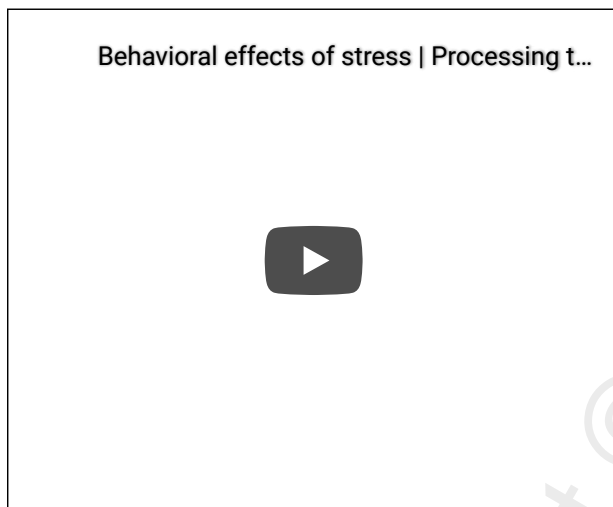 Behavioral effects of stress | Processing t…